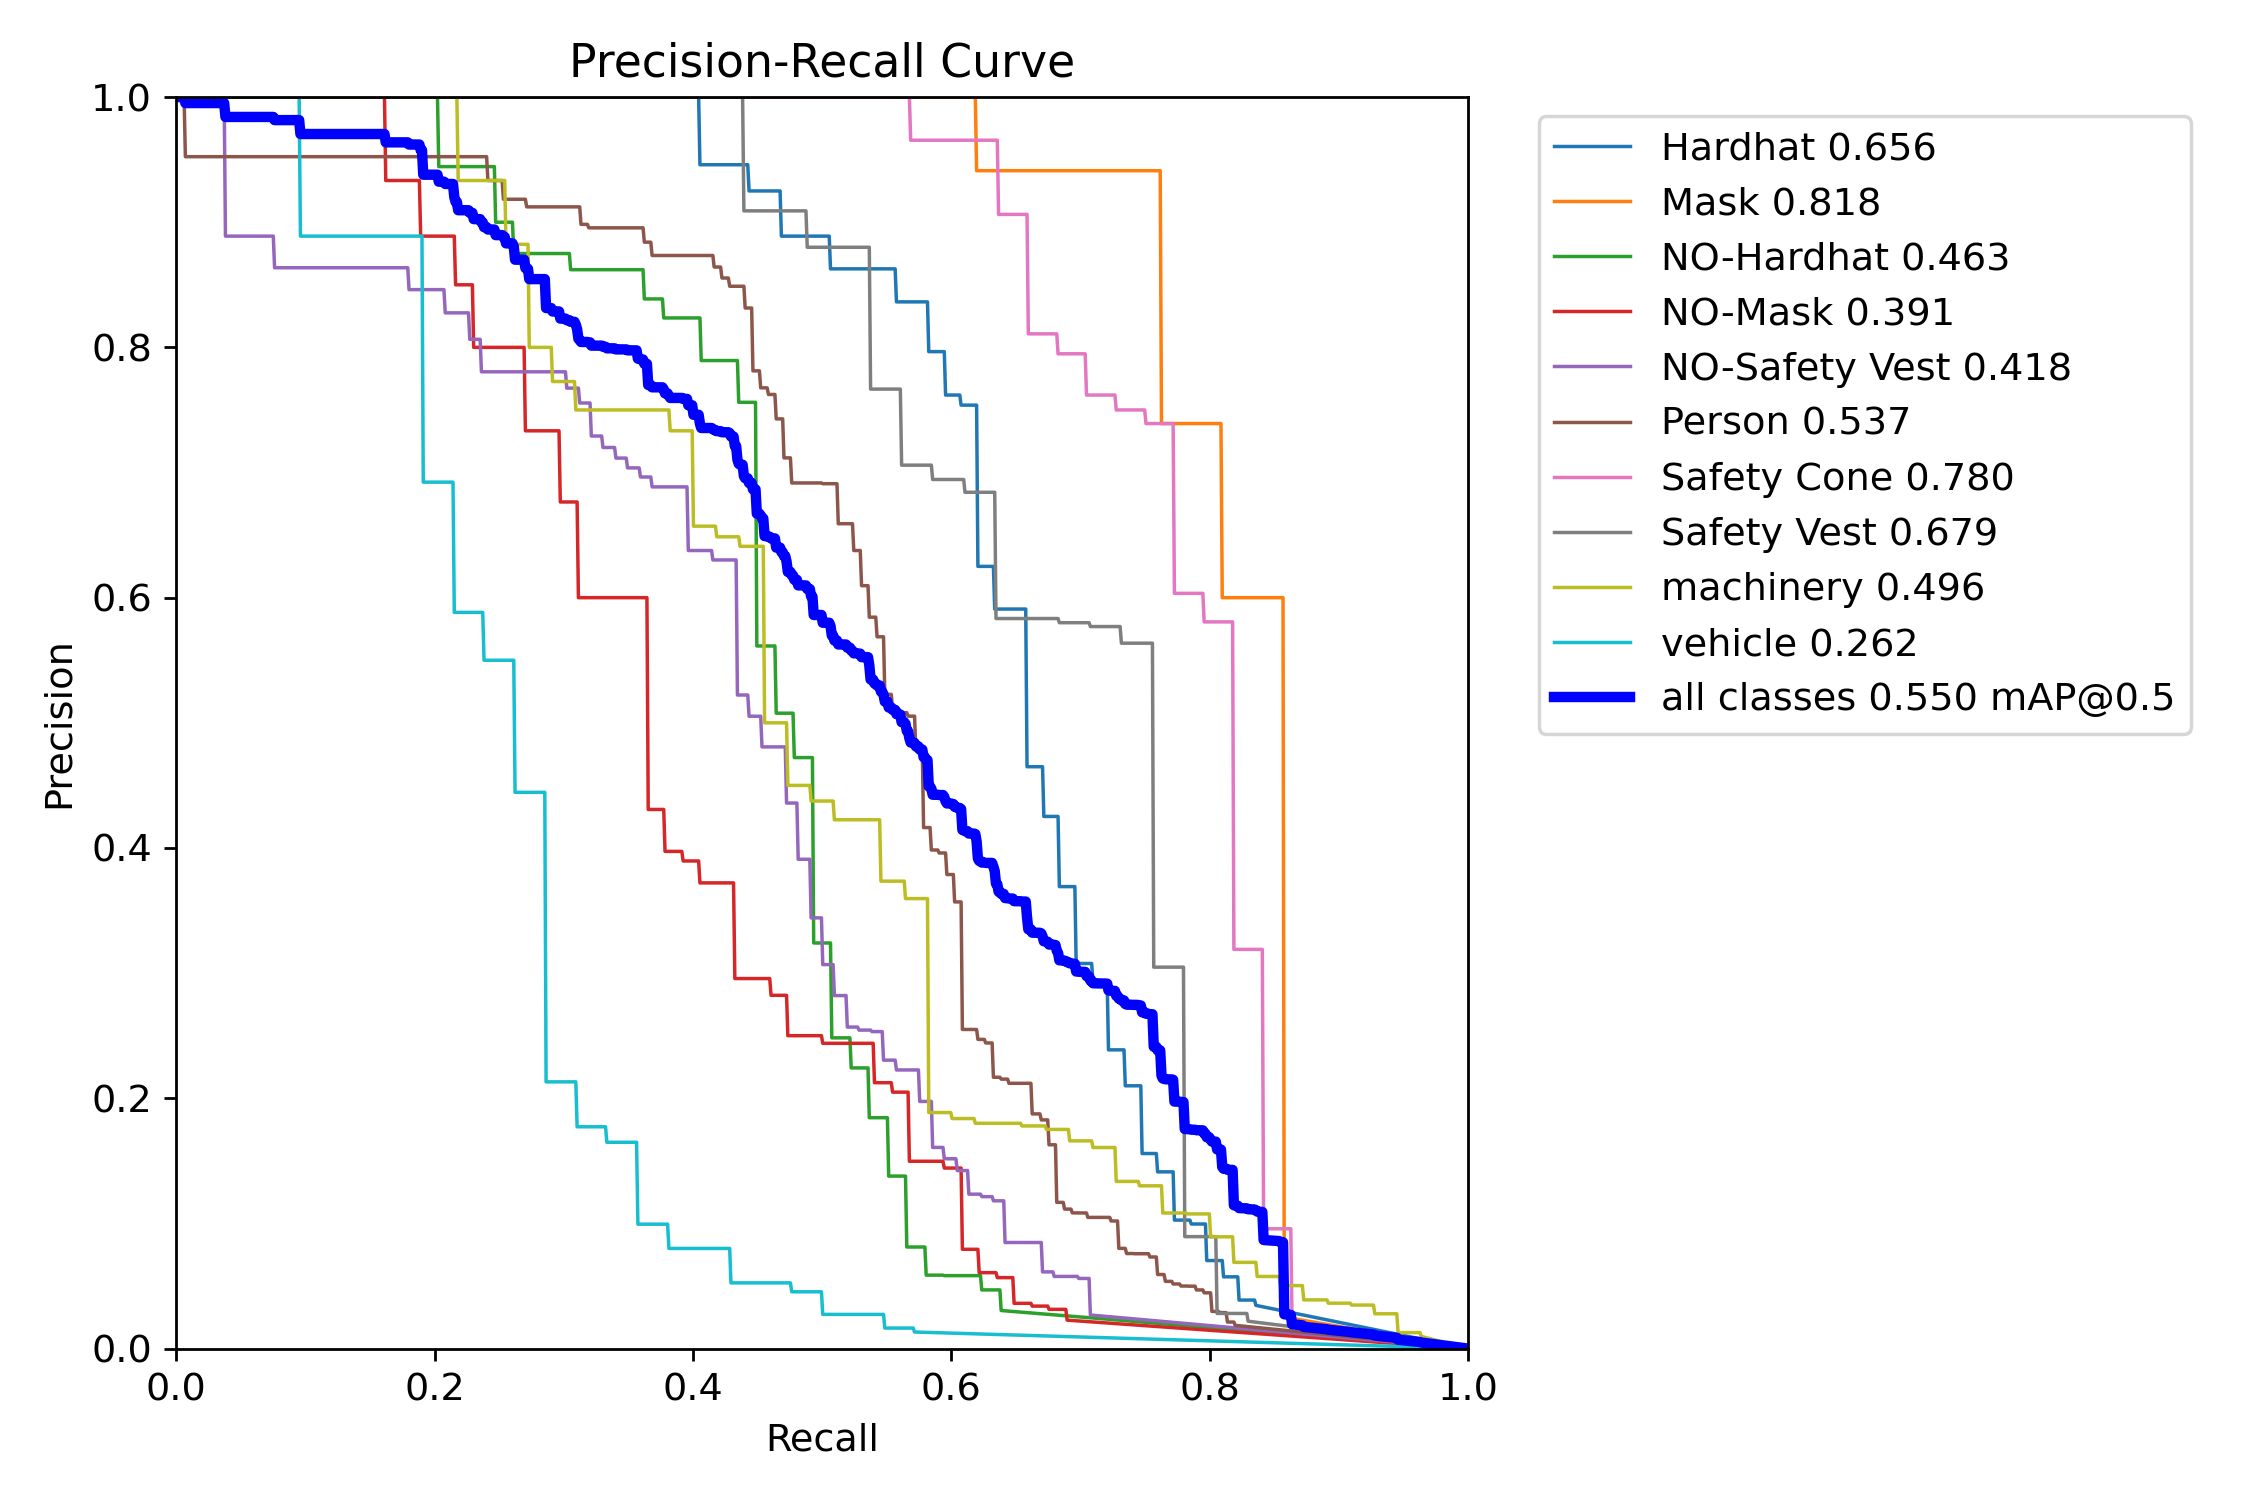 Precision-Recall Curve
1.0
0.8
0.6
0.4
0.2
0.0
Precision
0.0 0.2 0.4 0.6 0.8 1.0
Recall
Hardhat 0.656
Mask 0.818
NO-Hardhat 0.463
NO-Mask 0.391
NO-Safety Vest 0.418
Person 0.537
Safety Cone 0.780
Safety Vest 0.679
machinery 0.496
vehicle 0.262
all classes 0.550 mAP@0.5